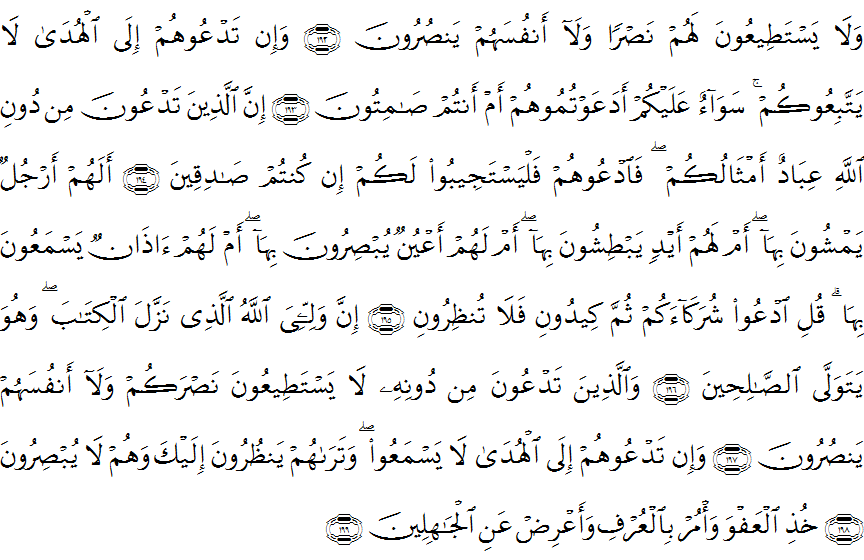 وَلَا يَسْتَطِيعُونَ لَهُمْ نَصْرًا وَلَآ أَنفُسَهُمْ يَنصُرُونَ ۝١٩٢ وَإِن تَدْعُوهُمْ إِلَى ٱلْهُدَىٰ لَا
يَتَّبِعُوكُمْ ۚ سَوَآءٌ عَلَيْكُمْ أَدَعَوْتُمُوهُمْ أَمْ أَنتُمْ صَـٰمِتُونَ ۝١٩٣ إِنَّ ٱلَّذِينَ تَدْعُونَ مِن دُونِ
ٱللَّهِ عِبَادٌ أَمْثَالُكُمْ ۖ فَٱدْعُوهُمْ فَلْيَسْتَجِيبُوا۟ لَكُمْ إِن كُنتُمْ صَـٰدِقِينَ ۝١٩٤ أَلَهُمْ أَرْجُلٌ
يَمْشُونَ بِهَآ ۖ أَمْ لَهُمْ أَيْدٍ يَبْطِشُونَ بِهَآ ۖ أَمْ لَهُمْ أَعْيُنٌ يُبْصِرُونَ بِهَآ ۖ أَمْ لَهُمْ ءَاذَانٌ يَسْمَعُونَ
بِهَا ۗ قُلِ ٱدْعُوا۟ شُرَكَآءَكُمْ ثُمَّ كِيدُونِ فَلَا تُنظِرُونِ ۝١٩٥ إِنَّ وَلِـِّۧىَ ٱللَّهُ ٱلَّذِى نَزَّلَ ٱلْكِتَـٰبَ ۖ وَهُوَ
يَتَوَلَّى ٱلصَّـٰلِحِينَ ۝١٩٦ وَٱلَّذِينَ تَدْعُونَ مِن دُونِهِۦ لَا يَسْتَطِيعُونَ نَصْرَكُمْ وَلَآ أَنفُسَهُمْ
يَنصُرُونَ ۝١٩٧ وَإِن تَدْعُوهُمْ إِلَى ٱلْهُدَىٰ لَا يَسْمَعُوا۟ ۖ وَتَرَىٰهُمْ يَنظُرُونَ إِلَيْكَ وَهُمْ لَا يُبْصِرُونَ
۝١٩٨ خُذِ ٱلْعَفْوَ وَأْمُرْ بِٱلْعُرْفِ وَأَعْرِضْ عَنِ ٱلْجَـٰهِلِينَ ۝١٩٩